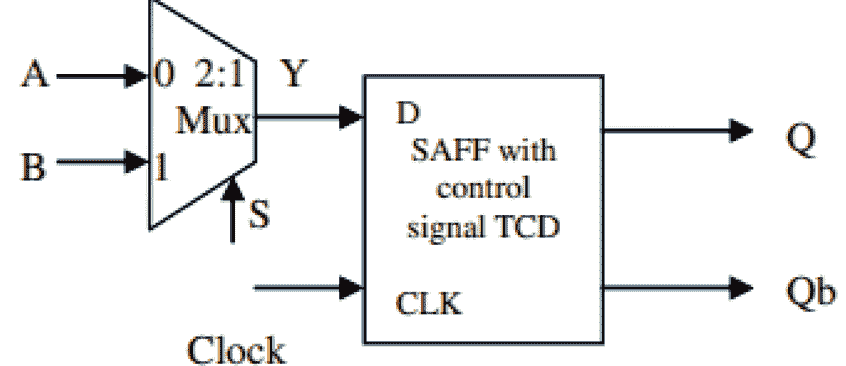 A
0 2:1
Y
Mux
B
1
S
D
SAFF with
control
signal TCD
CLK
Clock
Q
Qb